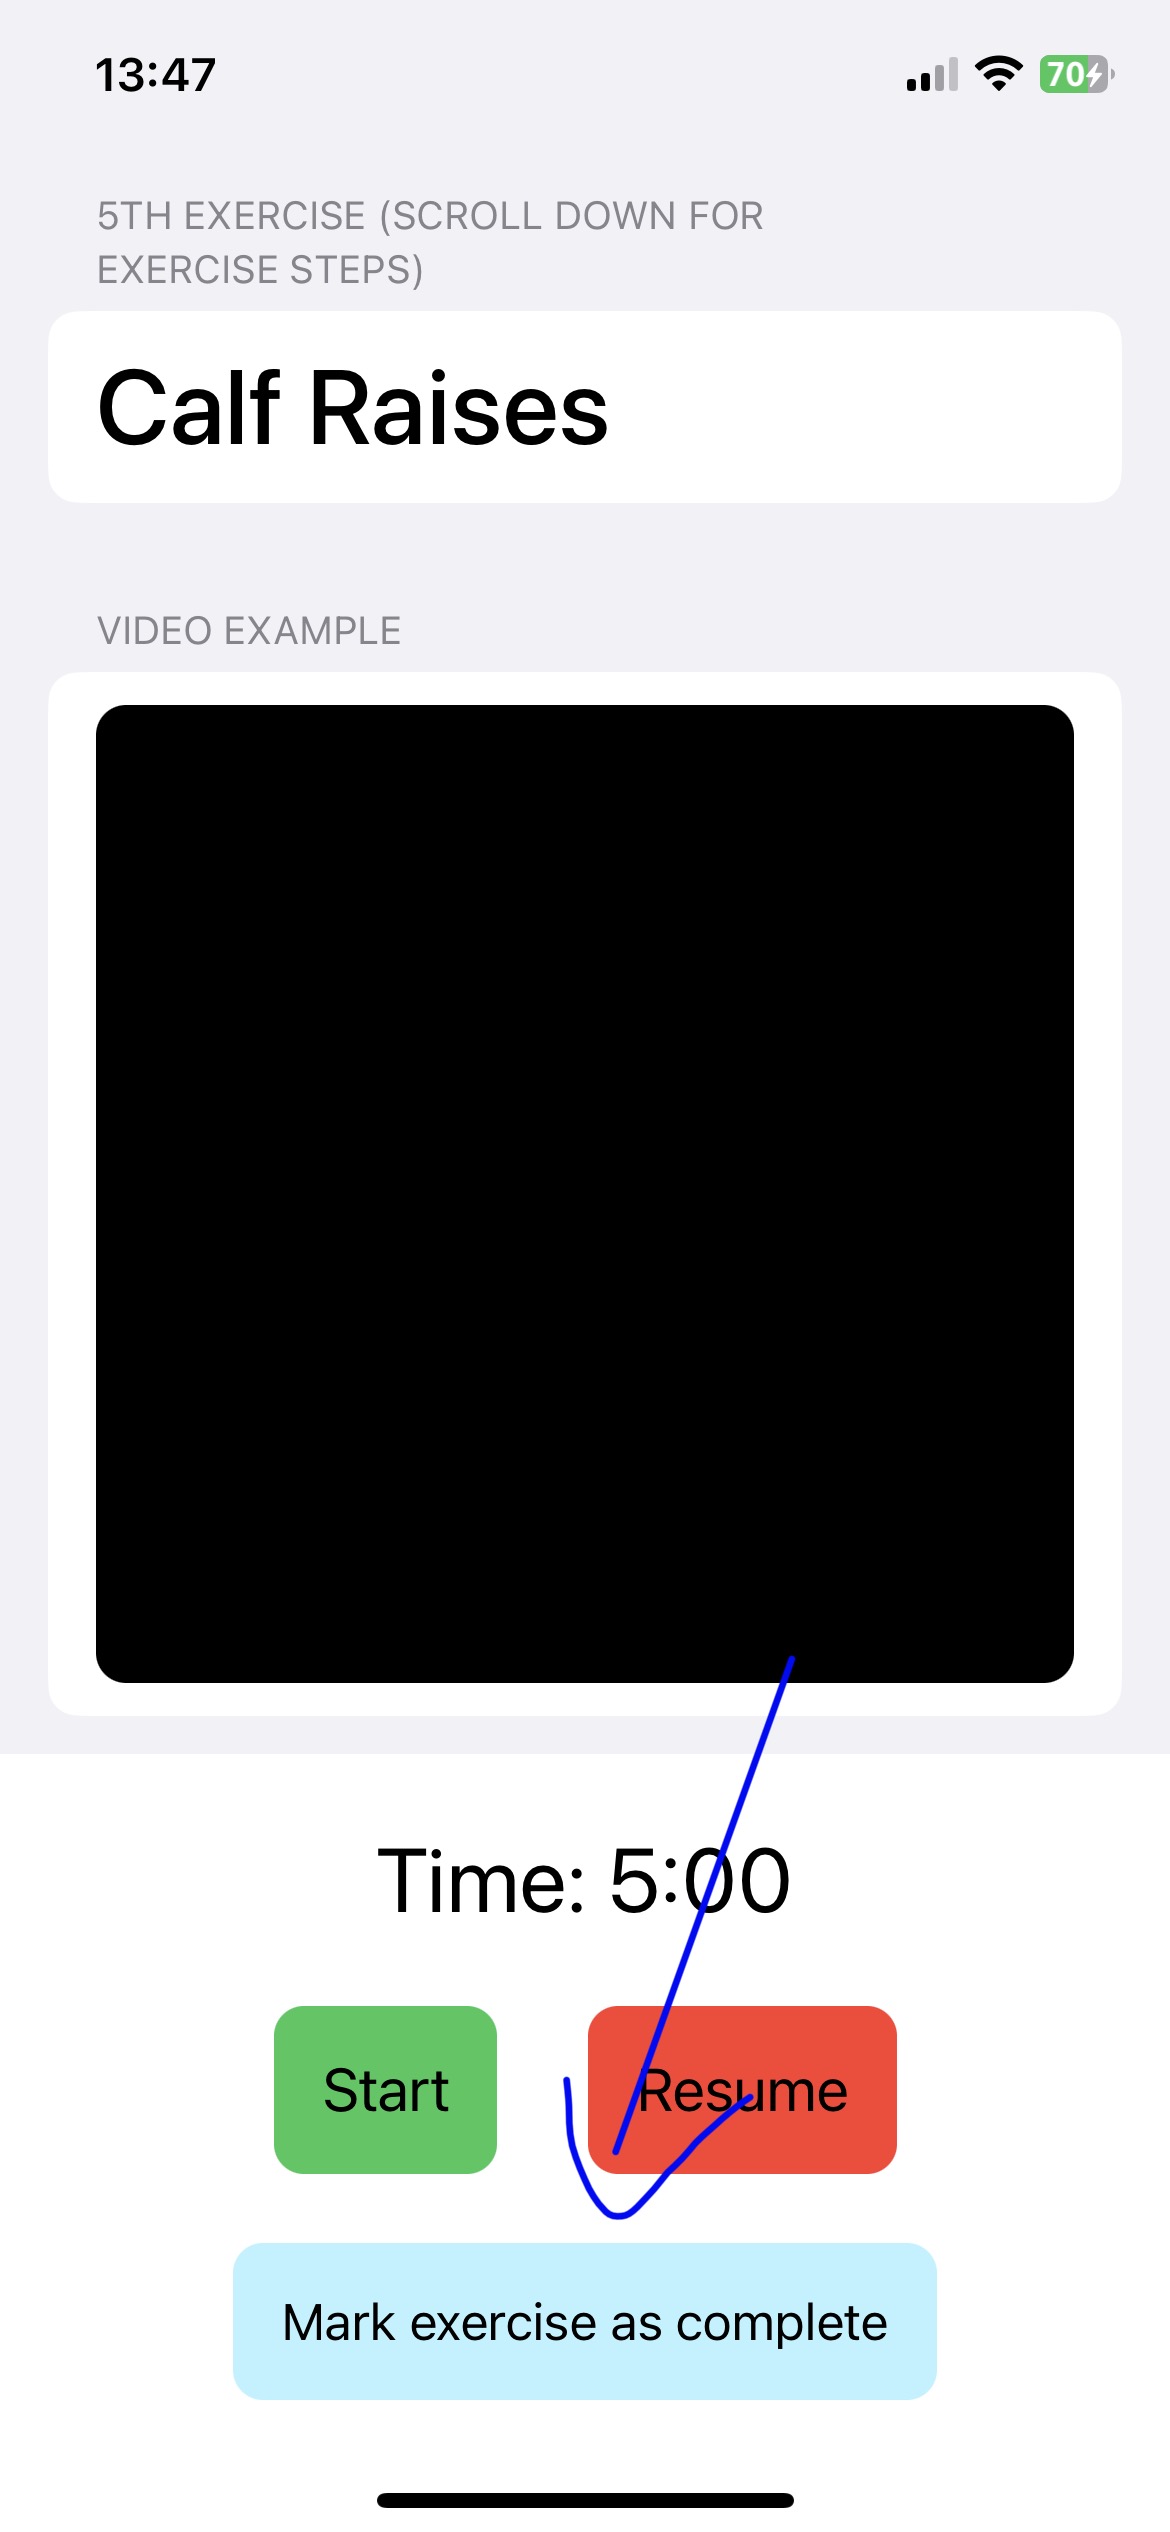 13:47
70
5TH EXERCISE (SCROLL DOWN FOR
EXERCISE STEPS)
Calf Raises
VIDEO EXAMPLE
Time: 5:00
Start
Resume
Mark exercise as complete